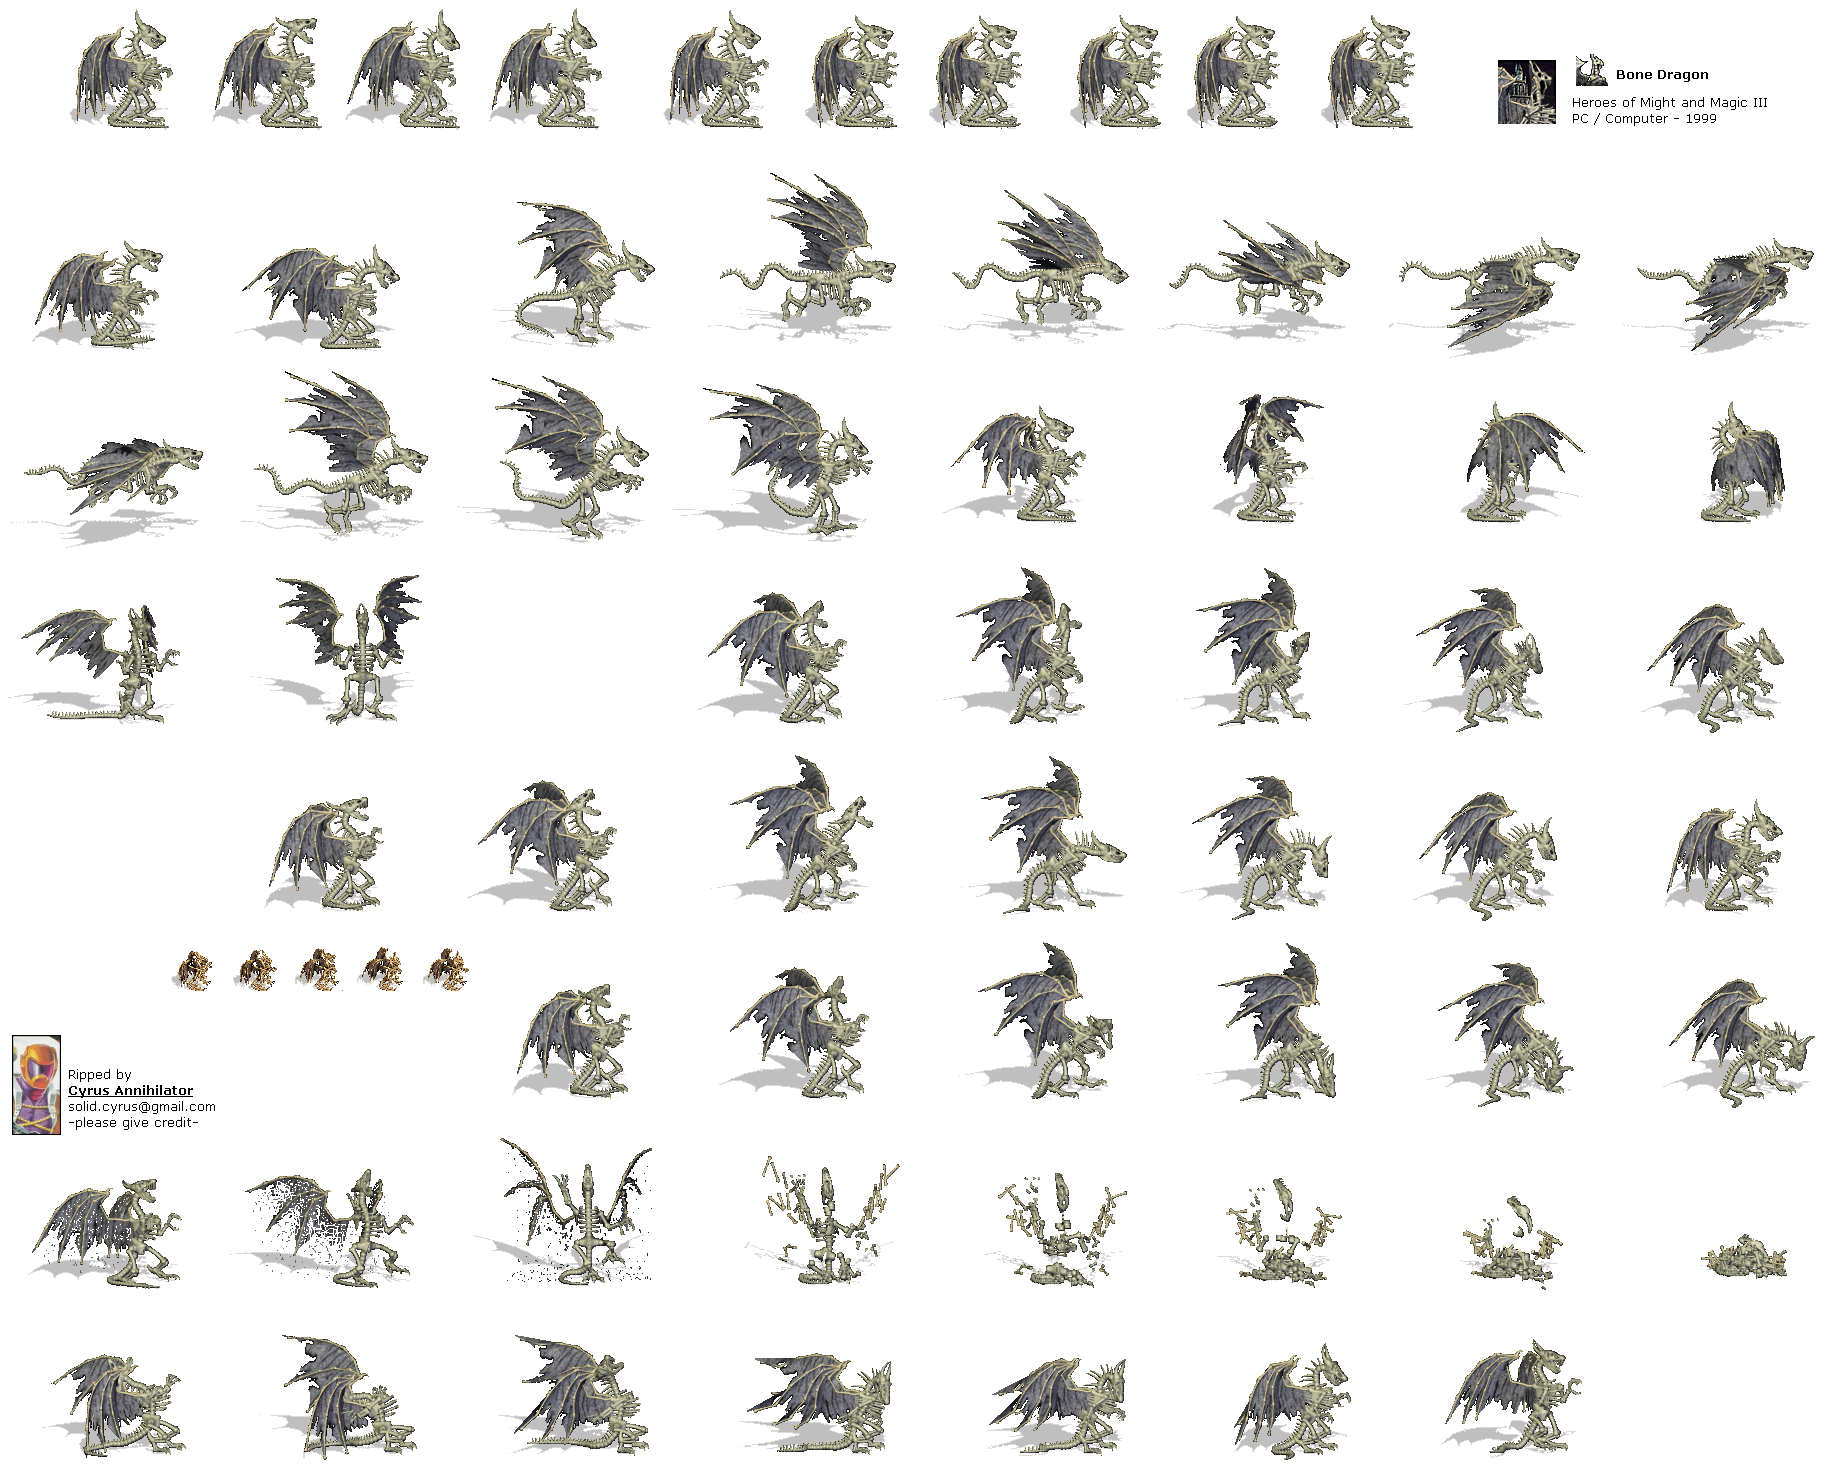 Bone Dragon
Heroes of Might and Magic III
PC / Computer - 1999
Ripped by
Cyrus Annihilator
solid.cyrus@gmail.com
-please give credit-